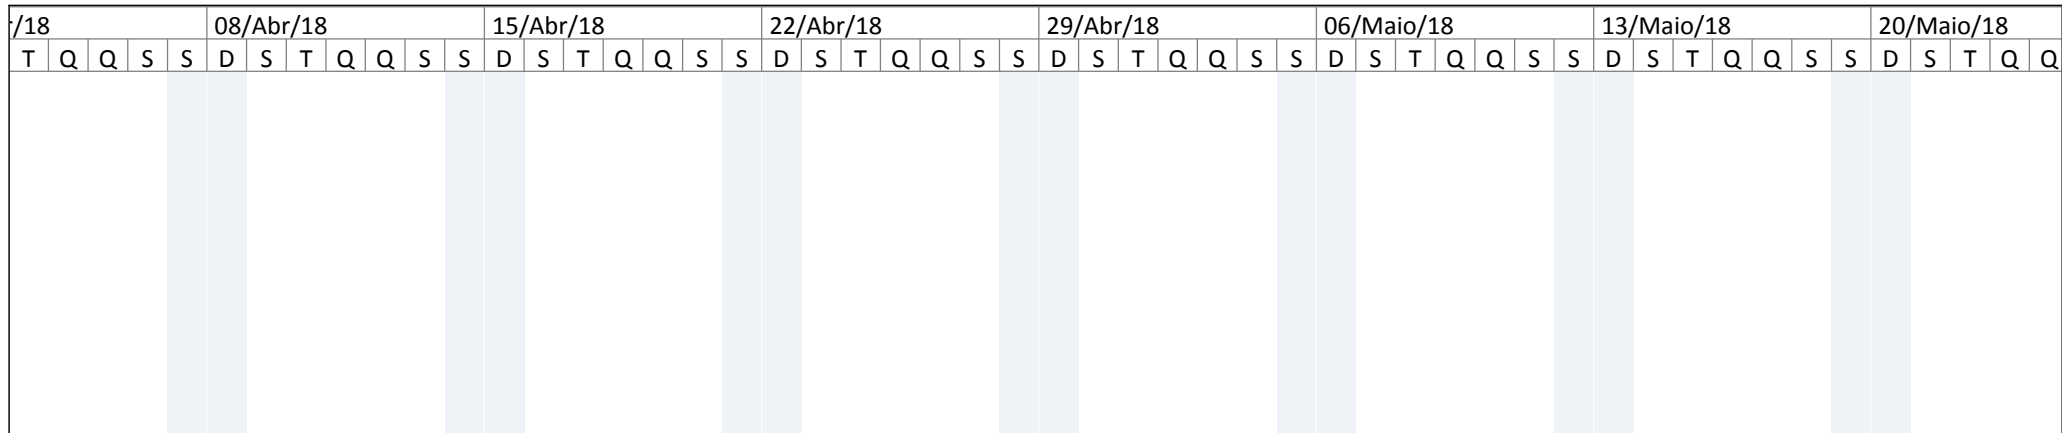 /18 08/Abr/18 15/Abr/18 22/Abr/18 29/Abr/18 06/Maio/18 13/Maio/18 20/Maio/18
T Q Q S S D S T Q Q S S D S T Q Q S S D S T Q Q S S D S T Q Q S S D S T Q Q S S D S T Q Q S S D S T Q Q